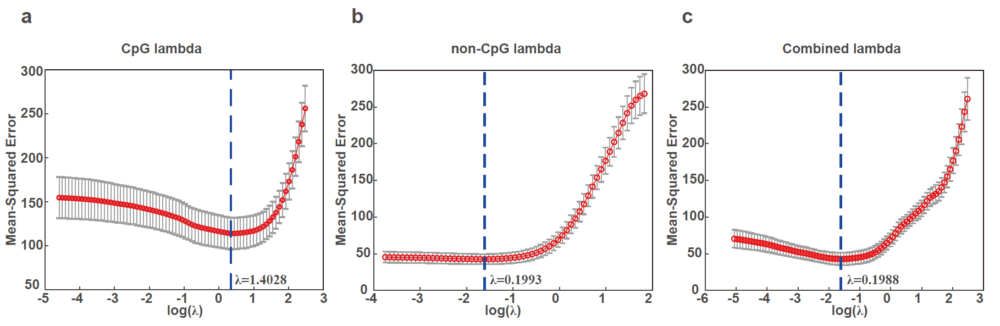 a
CpG lambda
Mean-Squared Error
300
250
200
150
100
50
λ=1.4028
-5 -4 -3 -2 -1 0 1 2 3
log(λ)
b
non-CpG lambda
Mean-Squared Error
300
250
200
150
100
50
0
λ=0.1993
-4 -3 -2 -1 0 1 2
log(λ)
c
Combined lambda
Mean-Squared Error
300
250
200
150
100
50
0
λ=0.1988
-6 -5 -4 -3 -2 -1 0 1 2 3
log(λ)